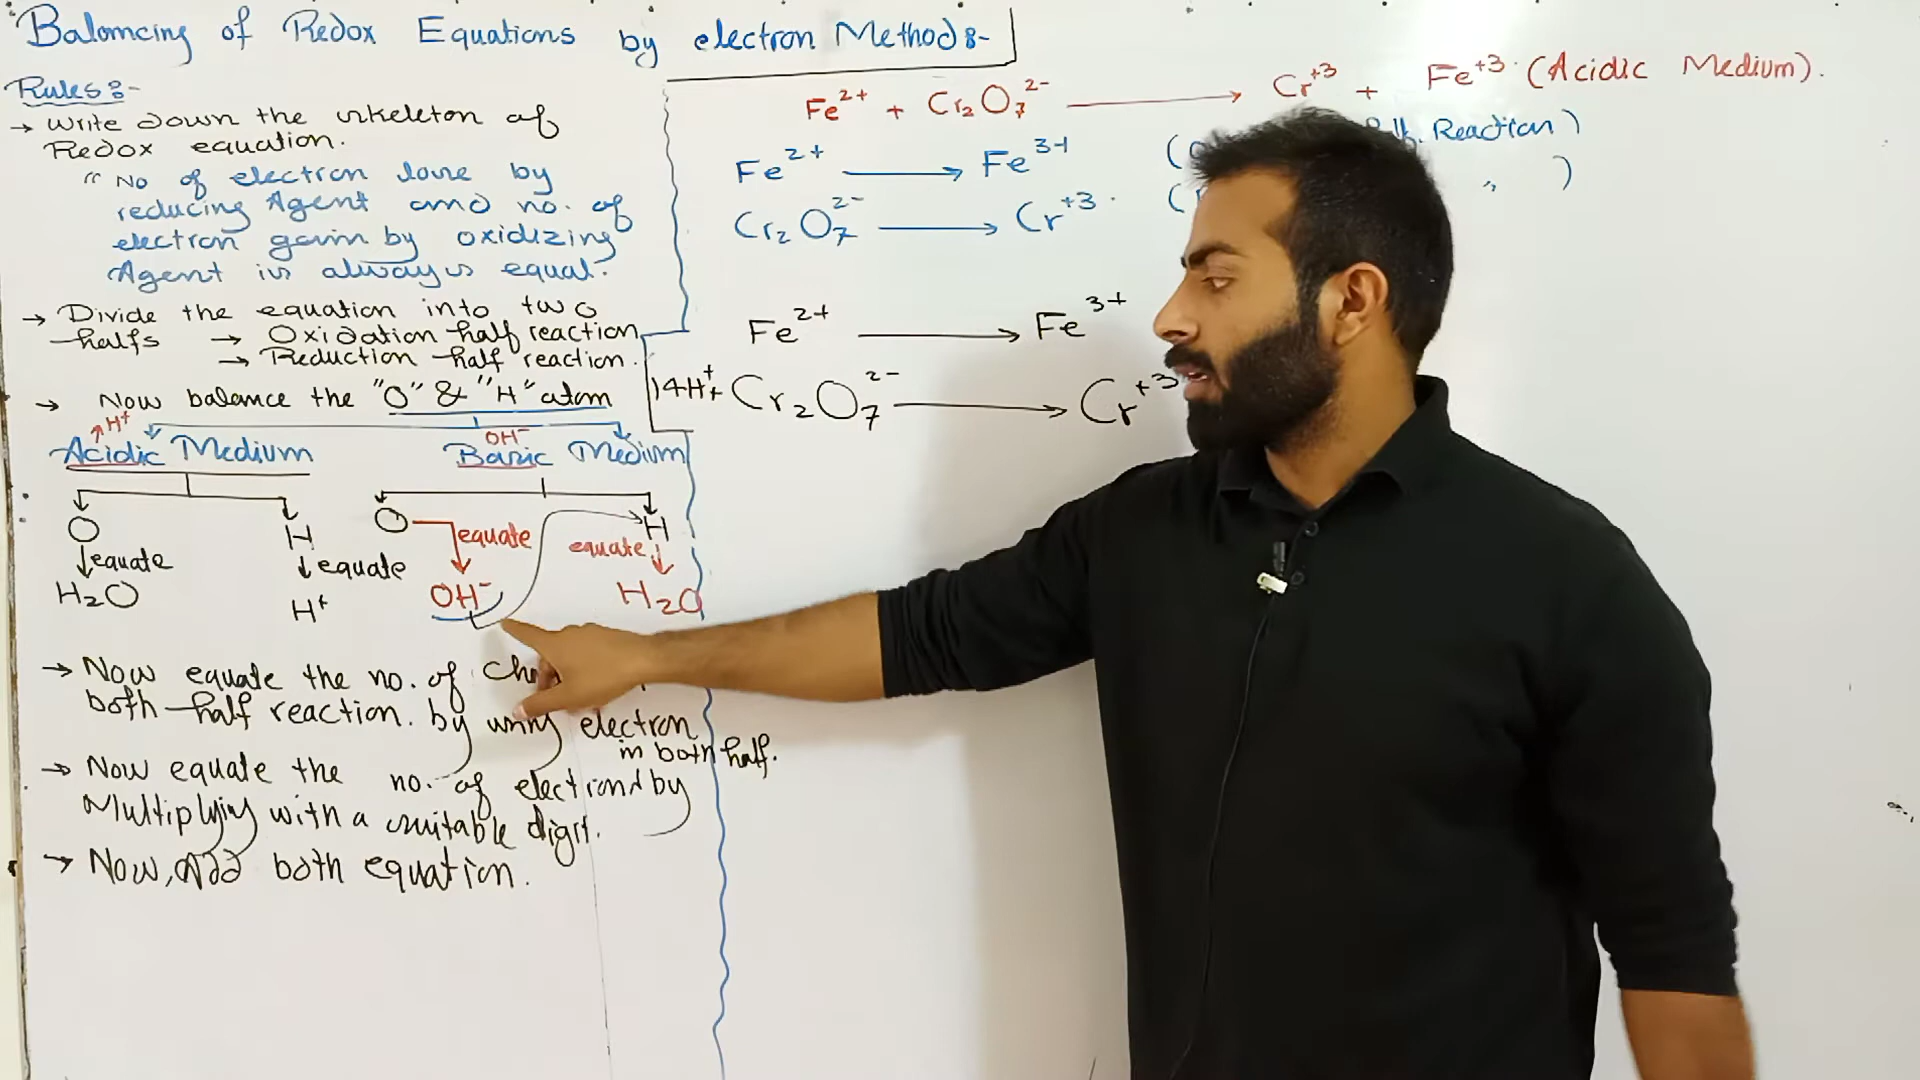 Balancing of Redox Equations by electron Method:-
Rules:-
→ Write down the skeleton of
Redox equation.
"No of electron lose by
reducing Agent and no. of
electron gain by oxidizing
Agent is always equal.
→ Divide the equation into two
halfs → Oxidation half reaction
→ Reduction half reaction.
→ Now balance the "O" & "H" atom
↗H⁺
Acidic Medium
OH⁻
Basic Medium
O H
↓equate ↓equate
H₂O H⁺
O equate H
equate
OH⁻ H₂O
→ Now equate the no. of
both half reaction. by using electron
in both half.
→ Now equate the no. of electrons by
Multiplying with a suitable digit.
→ Now, Add both equation.
Fe²⁺ + Cr₂O₇²⁻ → Cr⁺³ + Fe⁺³. (Acidic Medium).
Fe²⁺ → Fe³⁺ ( Reaction)
Cr₂O₇²⁻ → Cr⁺³. ( " )
Fe²⁺ → Fe³⁺
14H⁺+ Cr₂O₇²⁻ → Cr⁺³